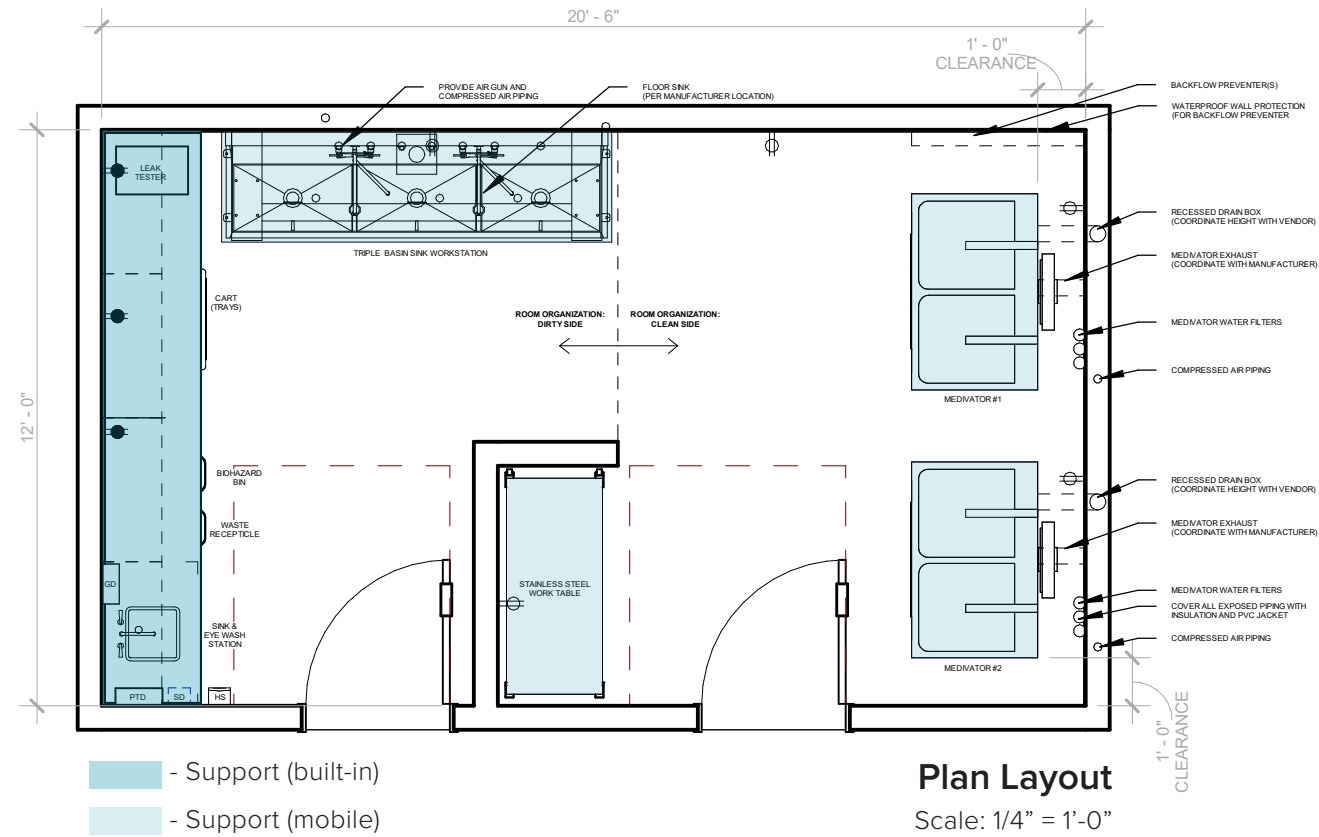 20' - 6"
1' - 0"
CLEARANCE
PROVIDE AIR GUN AND
COMPRESSED AIR PIPING
FLOOR SINK
(PER MANUFACTURER LOCATION)
BACKFLOW PREVENTER(S)
WATERPROOF WALL PROTECTION
(FOR BACKFLOW PREVENTER
LEAK
TESTER
TRIPLE BASIN SINK WORKSTATION
RECESSED DRAIN BOX
(COORDINATE HEIGHT WITH VENDOR)
MEDIVATOR EXHAUST
(COORDINATE WITH MANUFACTURER)
CART
(TRAYS)
ROOM ORGANIZATION:
DIRTY SIDE
ROOM ORGANIZATION:
CLEAN SIDE
MEDIVATOR WATER FILTERS
COMPRESSED AIR PIPING
MEDIVATOR #1
12' - 0"
BIOHAZARD
BIN
WASTE
RECEPTICLE
RECESSED DRAIN BOX
(COORDINATE HEIGHT WITH VENDOR)
MEDIVATOR EXHAUST
(COORDINATE WITH MANUFACTURER)
GD
STAINLESS STEEL
WORK TABLE
MEDIVATOR WATER FILTERS
COVER ALL EXPOSED PIPING WITH
INSULATION AND PVC JACKET
COMPRESSED AIR PIPING
SINK &
EYE WASH
STATION
MEDIVATOR #2
PTD
SD
HS
1' - 0"
CLEARANCE
- Support (built-in)
- Support (mobile)
Plan Layout
Scale: 1/4” = 1’-0”